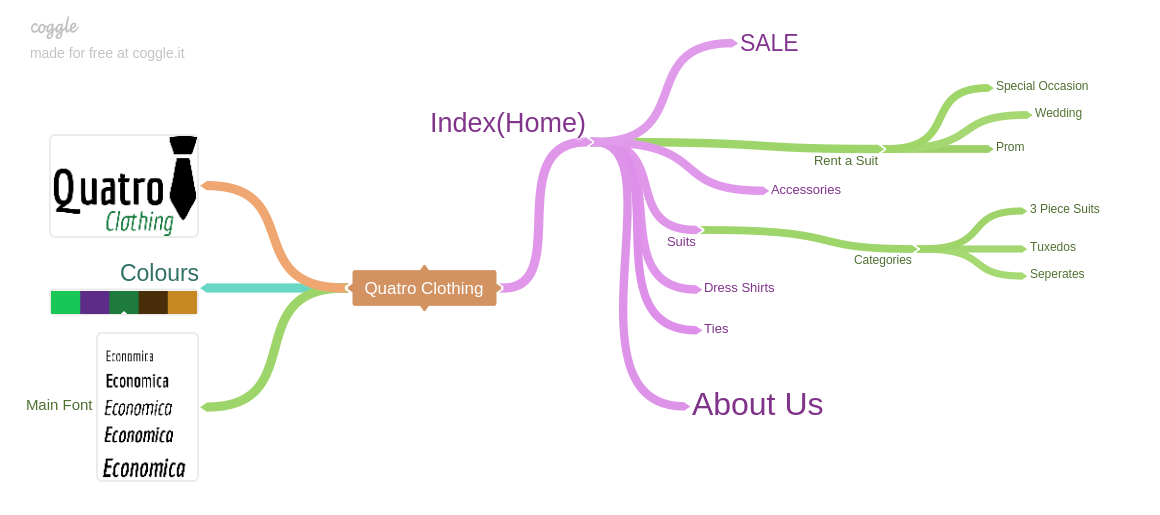 coggle
made for free at coggle.it
Quatro
Clothing
Colours
Main Font
Economica
Economica
Economica
Economica
Economica
Quatro Clothing
Index(Home)
SALE
Rent a Suit
Special Occasion
Wedding
Prom
Accessories
Suits
Categories
3 Piece Suits
Tuxedos
Seperates
Dress Shirts
Ties
About Us